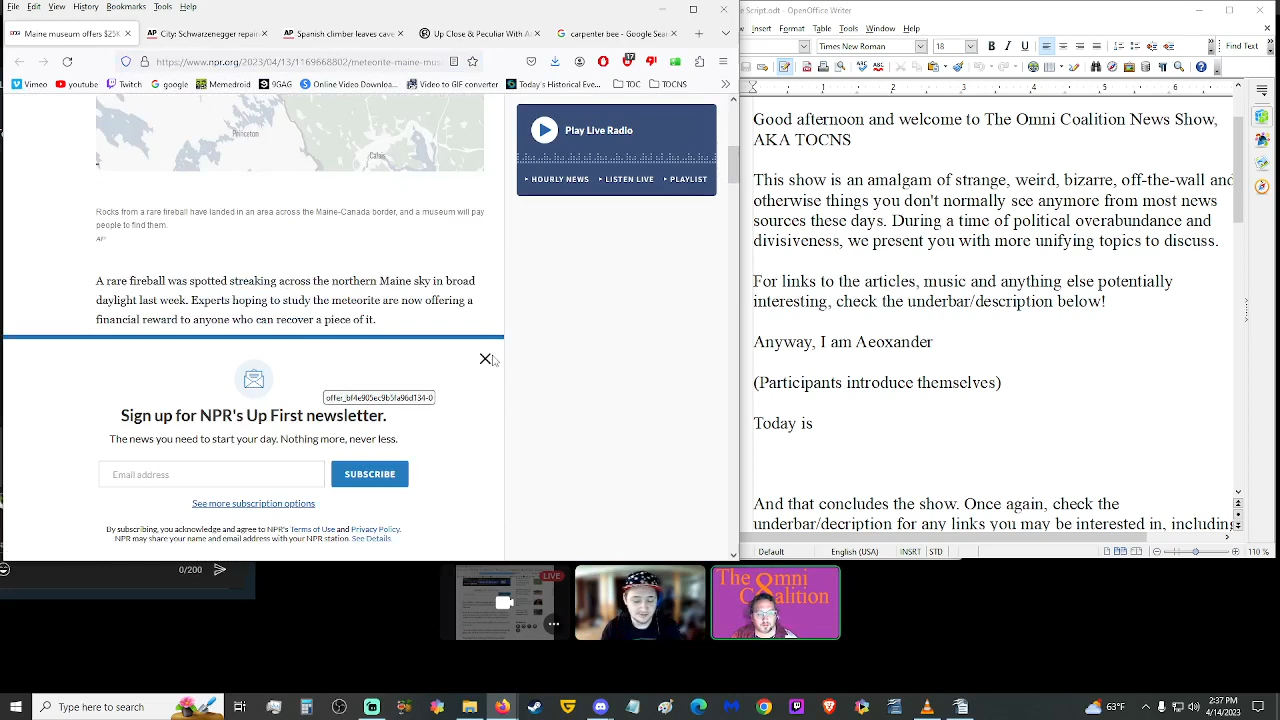 File Edit View History Bookmarks Tools Help
Maine museum offers $25k
AP City: Schwarzenegger repair
AP Spanish climber leaves cave
Up Close & Peculiar With A
carpenter bee - Google Sear
https://www.npr.org/2023/04/13/1169668
meteorite-maine-mus
Vimeo youtube Twitch google Memedroid 9GAG Online Video Download... Video to GIF converter Today's Historical Eve... TDC TOCNS
Princeton
Calais
Rocks from a rare fireball have landed in an area across the Maine-Canada border, and a museum will pay
people to find them.
AP
A rare fireball was spotted streaking across the northern Maine sky in broad
daylight last week. Experts hoping to study the meteorite are now offering a
financial reward to anyone who can recover a piece of it.
offer_bf4e905ec9b5fa96d134-0
Sign up for NPR's Up First newsletter.
The news you need to start your day. Nothing more, never less.
Email address
SUBSCRIBE
See more subscription options
By subscribing, you acknowledge and agree to NPR's Terms of Use and Privacy Policy.
NPR may share your name and email address with your NPR station. See Details.
Play Live Radio
HOURLY NEWS LISTEN LIVE PLAYLIST
Script.odt - OpenOffice Writer
Insert Format Table Tools Window Help
Times New Roman
18
B I U
Find Text
1 2 3 4 5 6
Good afternoon and welcome to The Omni Coalition News Show,
AKA TOCNS
This show is an amalgam of strange, weird, bizarre, off-the-wall and
otherwise things you don't normally see anymore from most news
sources these days. During a time of political overabundance and
divisiveness, we present you with more unifying topics to discuss.
For links to the articles, music and anything else potentially
interesting, check the underbar/description below!
Anyway, I am Aeoxander
(Participants introduce themselves)
Today is
And that concludes the show. Once again, check the
underbar/decription for any links you may be interested in, including
Default English (USA) INSRT STD 110 %
0/200
LIVE
The Omni
Coalition
Type here to search
63°F
2:37 PM
4/14/2023